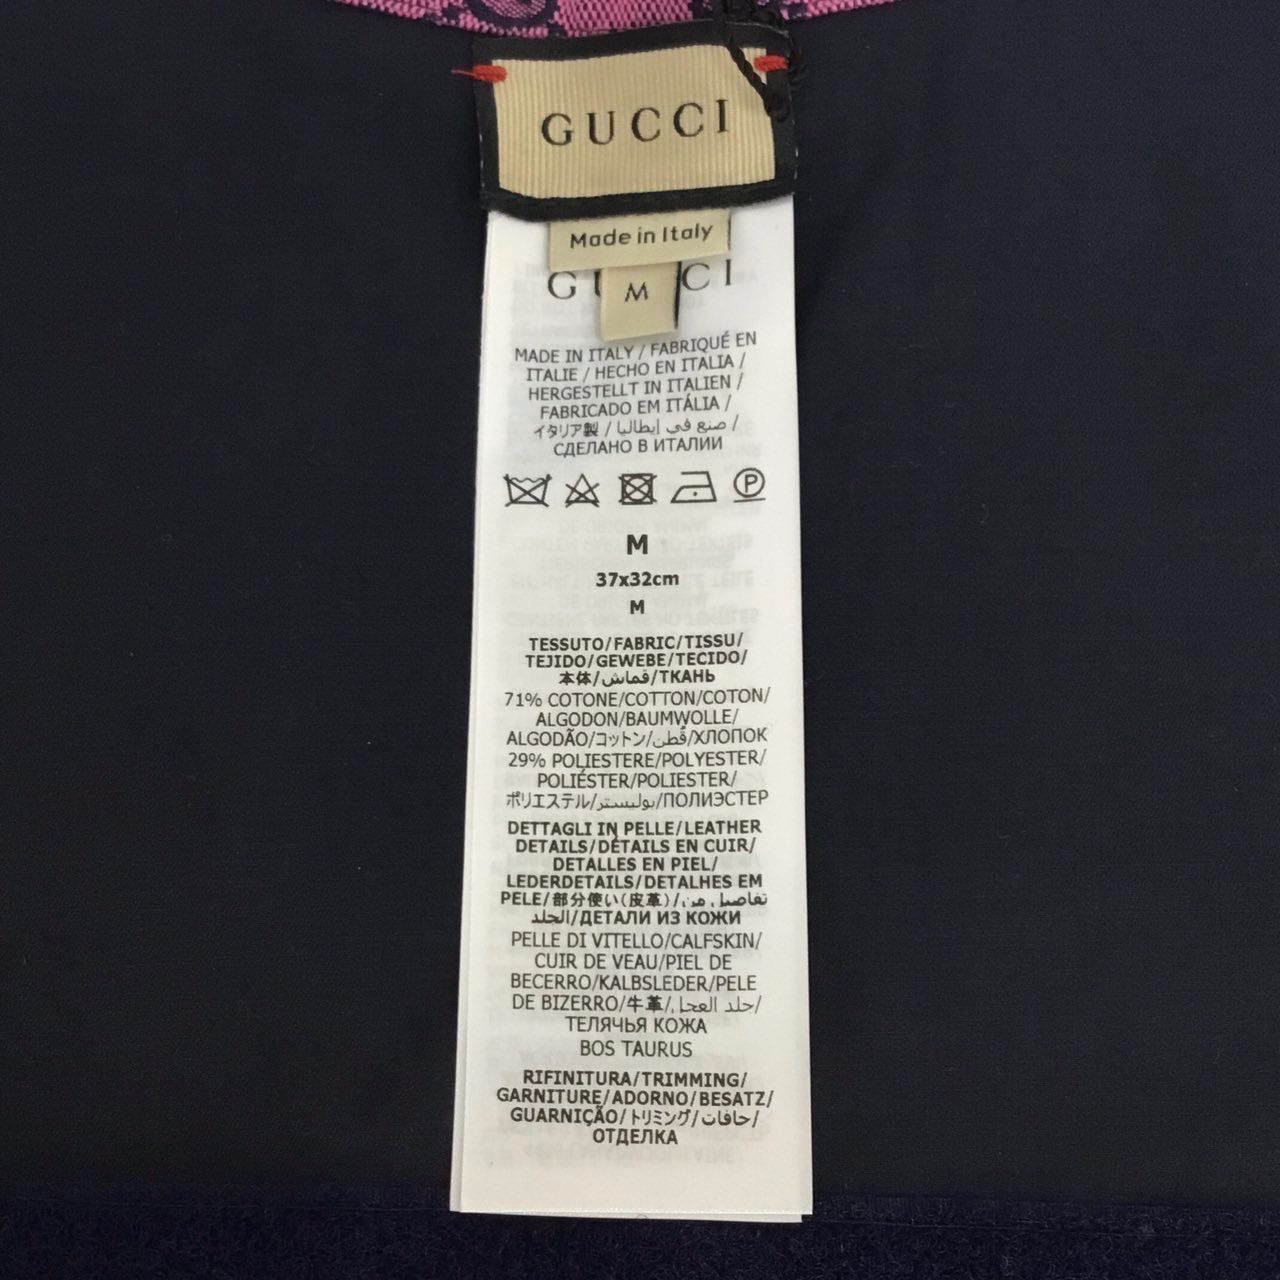 GUCCI
Made in Italy
GUCCI
M
MADE IN ITALY / FABRIQUÉ EN
ITALIE / HECHO EN ITALIA /
HERGESTELLT IN ITALIEN /
FABRICADO EM ITÁLIA /
イタリア製 / صنع في إيطاليا /
СДЕЛАНО В ИТАЛИИ
P
M
37x32cm
M
TESSUTO/FABRIC/TISSU/
TEJIDO/GEWEBE/TECIDO/
本体/قماش/ТКАНЬ
71% COTONE/COTTON/COTON/
ALGODON/BAUMWOLLE/
ALGODÃO/コットン/قطن/ХЛОПОК
29% POLIESTERE/POLYESTER/
POLIÉSTER/POLIESTER/
ポリエステル/بوليستر/ПОЛИЭСТЕР
DETTAGLI IN PELLE/LEATHER
DETAILS/DÉTAILS EN CUIR/
DETALLES EN PIEL/
LEDERDETAILS/DETALHES EM
PELE/部分使い(皮革)/تفاصيل من
الجلد/ДЕТАЛИ ИЗ КОЖИ
PELLE DI VITELLO/CALFSKIN/
CUIR DE VEAU/PIEL DE
BECERRO/KALBSLEDER/PELE
DE BIZERRO/牛革/جلد العجل/
ТЕЛЯЧЬЯ КОЖА
BOS TAURUS
RIFINITURA/TRIMMING/
GARNITURE/ADORNO/BESATZ/
GUARNIÇÃO/トリミング/حافات/
ОТДЕЛКА